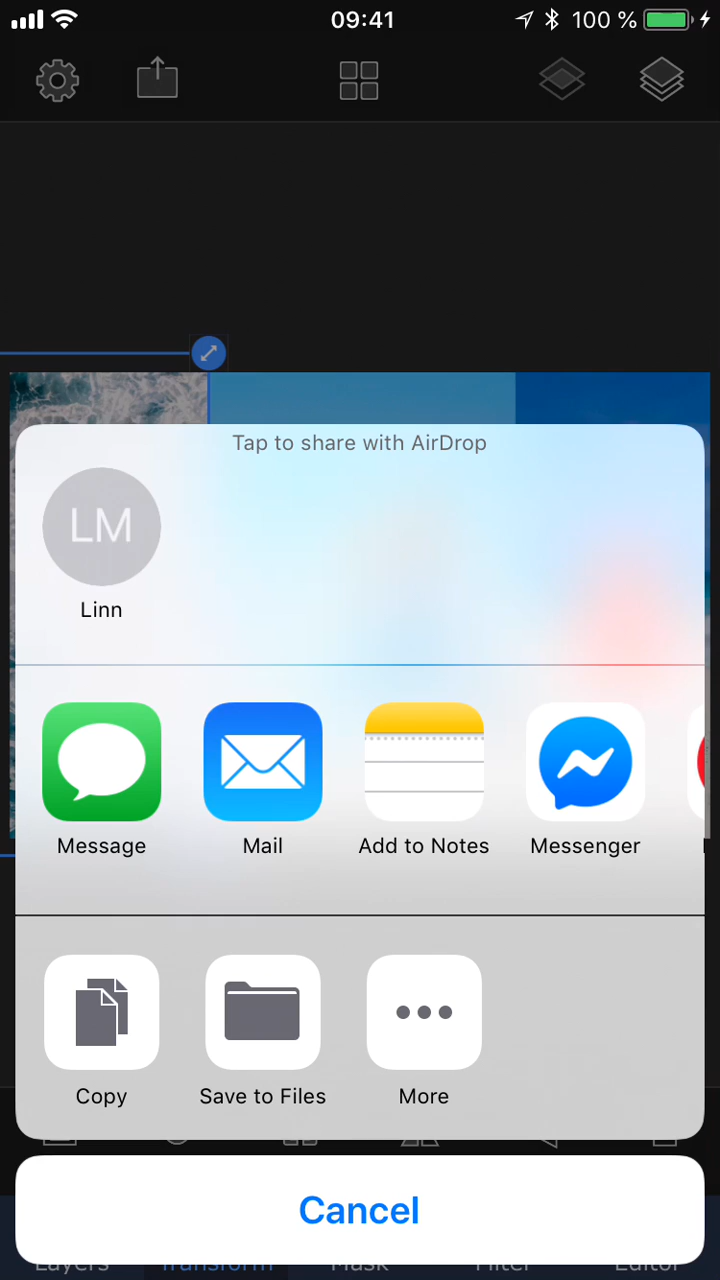 09:41
100 %
Tap to share with AirDrop
LM
Linn
Message
Mail
Add to Notes
Messenger
Copy
Save to Files
More
Cancel
Layers
Transform
Mask
Filter
Editor